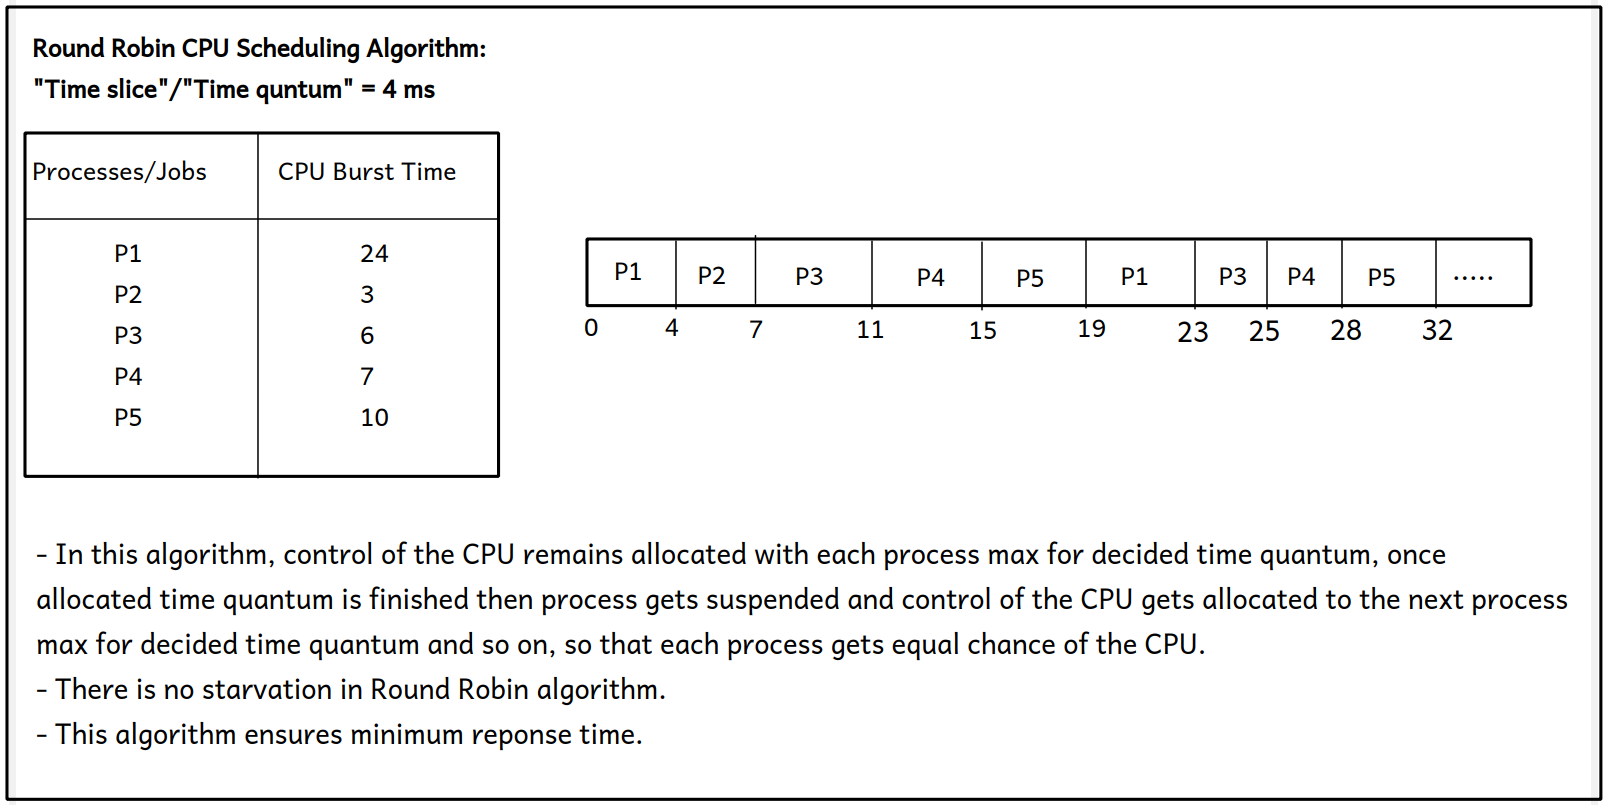 Round Robin CPU Scheduling Algorithm:
"Time slice"/"Time quntum" = 4 ms
Processes/Jobs CPU Burst Time
P1 24
P2 3
P3 6
P4 7
P5 10
P1 P2 P3 P4 P5 P1 P3 P4 P5 .....
0 4 7 11 15 19 23 25 28 32
- In this algorithm, control of the CPU remains allocated with each process max for decided time quantum, once
allocated time quantum is finished then process gets suspended and control of the CPU gets allocated to the next process
max for decided time quantum and so on, so that each process gets equal chance of the CPU.
- There is no starvation in Round Robin algorithm.
- This algorithm ensures minimum reponse time.